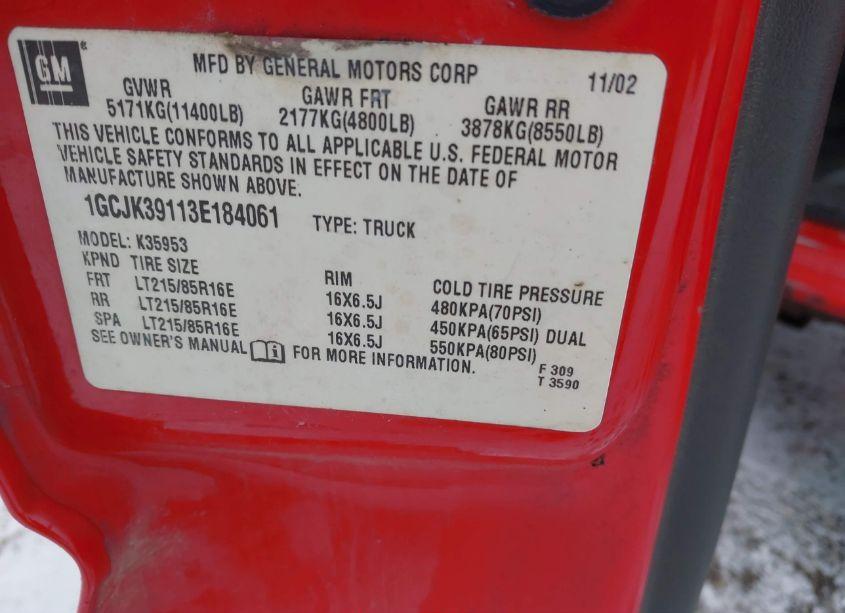 GM ®
MFD BY GENERAL MOTORS CORP 11/02
GVWR GAWR FRT GAWR RR
5171KG(11400LB) 2177KG(4800LB) 3878KG(8550LB)
THIS VEHICLE CONFORMS TO ALL APPLICABLE U.S. FEDERAL MOTOR
VEHICLE SAFETY STANDARDS IN EFFECT ON THE DATE OF
MANUFACTURE SHOWN ABOVE.
1GCJK39113E184061 TYPE: TRUCK
MODEL: K35953
KPND TIRE SIZE RIM COLD TIRE PRESSURE
FRT LT215/85R16E 16X6.5J 480KPA(70PSI)
RR LT215/85R16E 16X6.5J 450KPA(65PSI) DUAL
SPA LT215/85R16E 16X6.5J 550KPA(80PSI)
SEE OWNER'S MANUAL i FOR MORE INFORMATION.
F 309
T 3590